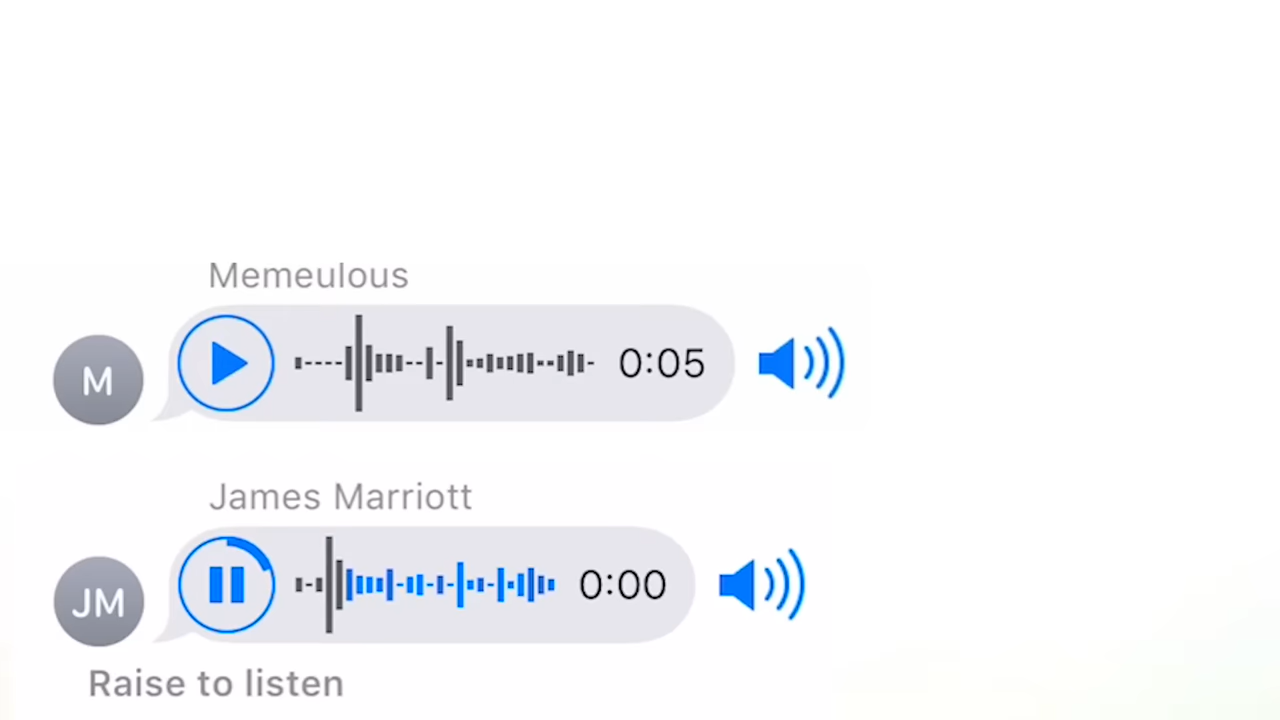 Memeulous
M
0:05
James Marriott
JM
0:00
Raise to listen